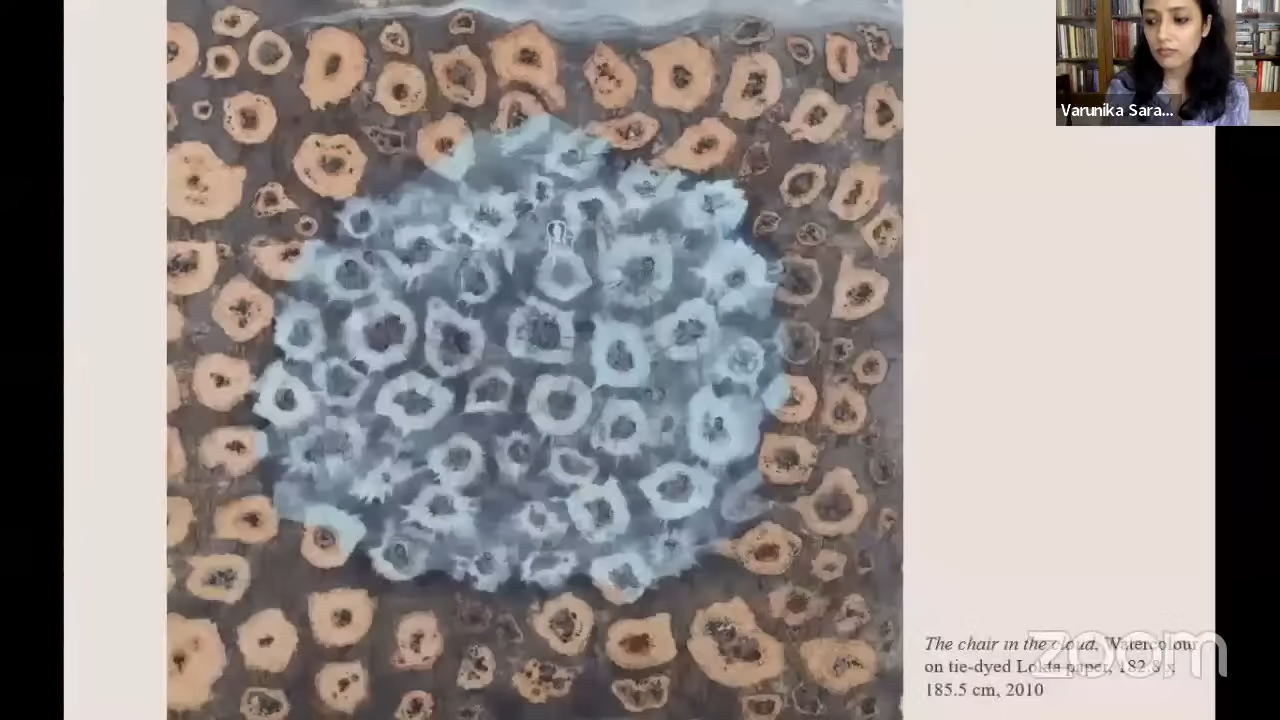 Varunika Sara...
The chair in the cloud, Watercolour
on tie-dyed Lokta paper, 182.8 x
185.5 cm, 2010
zoom